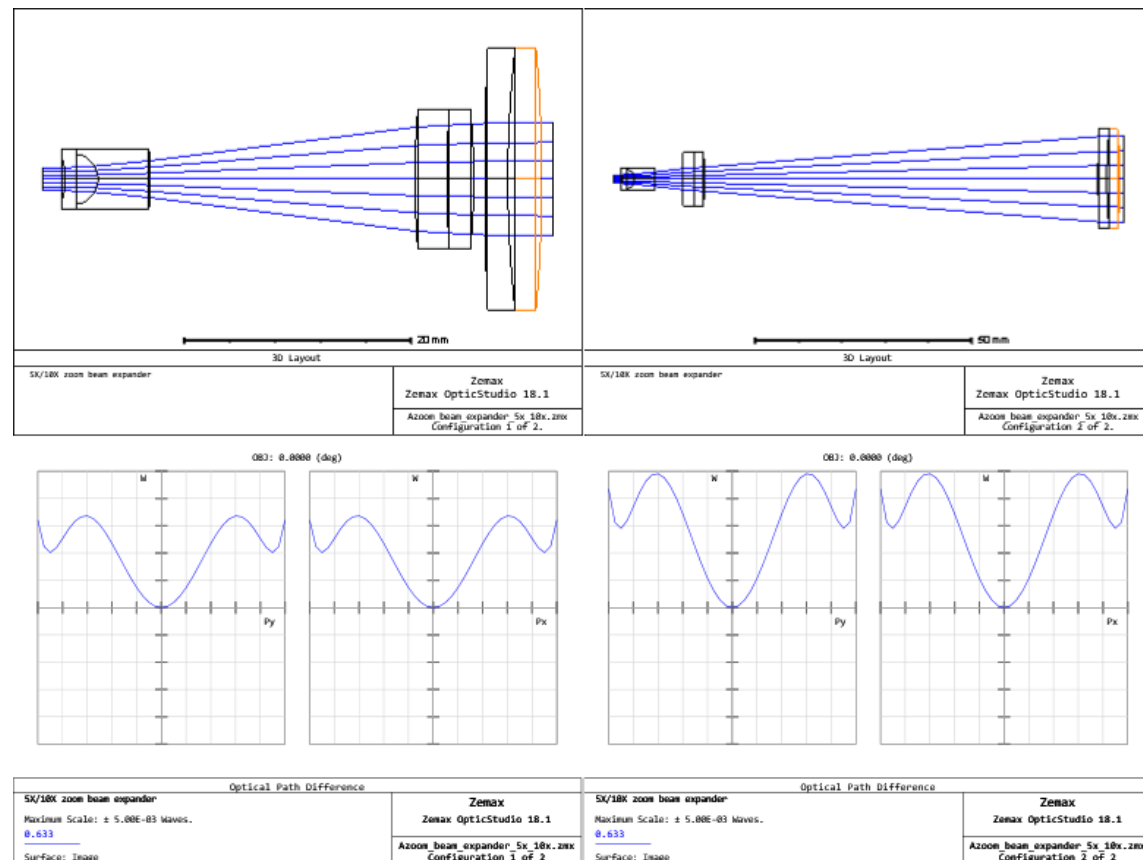 20 mm
50 mm
3D Layout
3D Layout
5X/10X zoom beam expander
Zemax
Zemax OpticStudio 18.1
Azoom_beam_expander_5x_10x.zmx
Configuration 1 of 2.
5X/10X zoom beam expander
Zemax
Zemax OpticStudio 18.1
Azoom_beam_expander_5x_10x.zmx
Configuration 2 of 2.
OBJ: 0.0000 (deg)
OBJ: 0.0000 (deg)
W
W
W
W
Py
Px
Py
Px
Optical Path Difference
5X/10X zoom beam expander
Maximum Scale: ± 5.00E-03 Waves.
0.633
Surface: Image
Zemax
Zemax OpticStudio 18.1
Azoom_beam_expander_5x_10x.zmx
Configuration 1 of 2
Optical Path Difference
5X/10X zoom beam expander
Maximum Scale: ± 5.00E-03 Waves.
0.633
Surface: Image
Zemax
Zemax OpticStudio 18.1
Azoom_beam_expander_5x_10x.zmx
Configuration 2 of 2